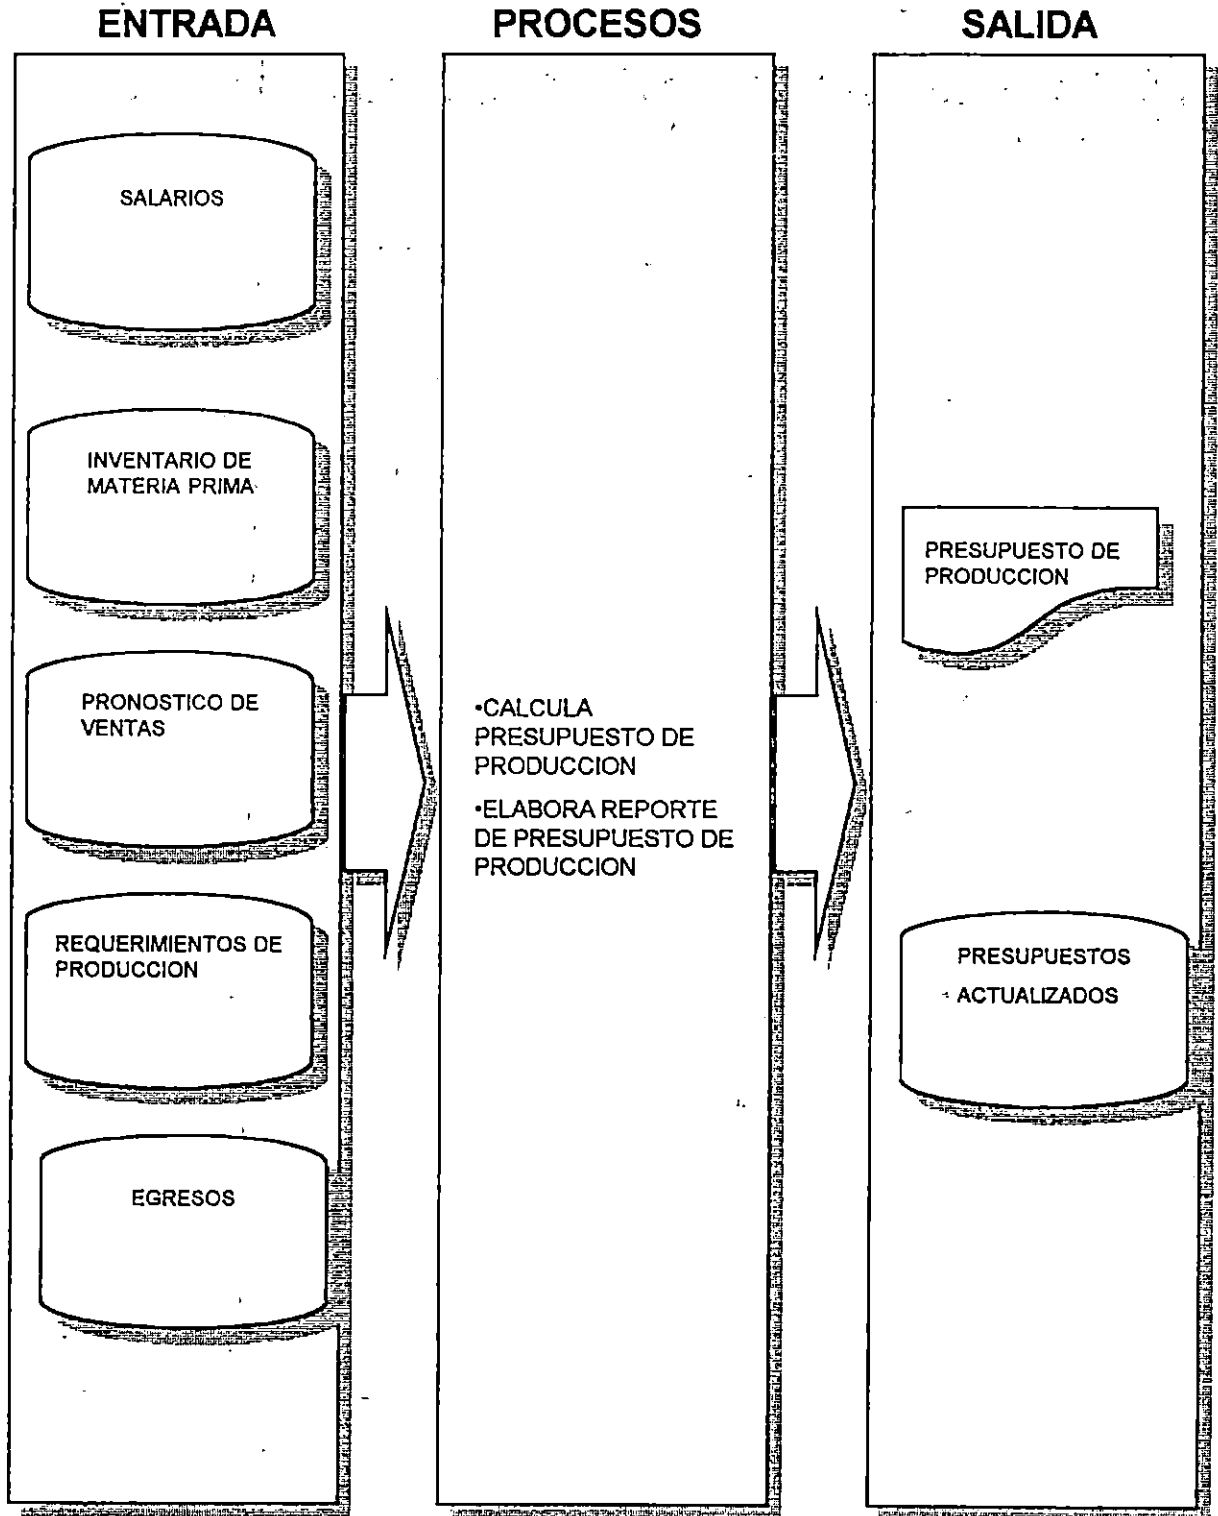 ENTRADA
PROCESOS
SALIDA
SALARIOS
INVENTARIO DE
MATERIA PRIMA
PRONOSTICO DE
VENTAS
REQUERIMIENTOS DE
PRODUCCION
EGRESOS
•CALCULA
PRESUPUESTO DE
PRODUCCION
•ELABORA REPORTE
DE PRESUPUESTO DE
PRODUCCION
PRESUPUESTO DE
PRODUCCION
PRESUPUESTOS
ACTUALIZADOS